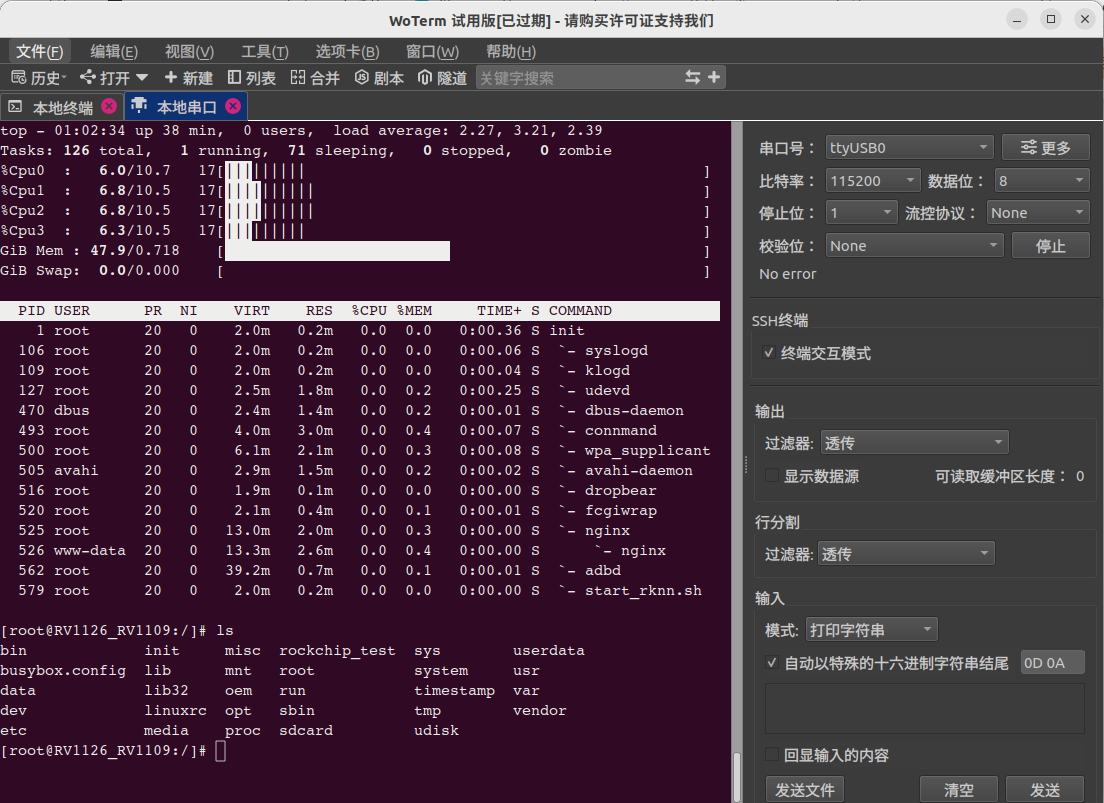 WoTerm 试用版[已过期] - 请购买许可证支持我们
文件(F) 编辑(E) 视图(V) 工具(T) 选项卡(B) 窗口(W) 帮助(H)
历史 打开 新建 列表 合并 剧本 隧道 关键字搜索
本地终端 本地串口
top - 01:02:34 up 38 min,  0 users,  load average: 2.27, 3.21, 2.39
Tasks: 126 total,   1 running,  71 sleeping,   0 stopped,   0 zombie
%Cpu0  :   6.0/10.7   17[|||||||||                                            ]
%Cpu1  :   6.8/10.5   17[||||||||||                                           ]
%Cpu2  :   6.8/10.5   17[||||||||||                                           ]
%Cpu3  :   6.3/10.5   17[|||||||||                                            ]
GiB Mem : 47.9/0.718    [                                                     ]
GiB Swap:  0.0/0.000    [                                                     ]
  PID USER      PR  NI    VIRT    RES  %CPU %MEM     TIME+ S COMMAND
    1 root      20   0    2.0m   0.2m   0.0  0.0   0:00.36 S init
  106 root      20   0    2.0m   0.2m   0.0  0.0   0:00.06 S  `- syslogd
  109 root      20   0    2.0m   0.2m   0.0  0.0   0:00.04 S  `- klogd
  127 root      20   0    2.5m   1.8m   0.0  0.2   0:00.25 S  `- udevd
  470 dbus      20   0    2.4m   1.4m   0.0  0.2   0:00.01 S  `- dbus-daemon
  493 root      20   0    4.0m   3.0m   0.0  0.4   0:00.07 S  `- connmand
  500 root      20   0    6.1m   2.1m   0.0  0.3   0:00.08 S  `- wpa_supplicant
  505 avahi     20   0    2.9m   1.5m   0.0  0.2   0:00.02 S  `- avahi-daemon
  516 root      20   0    1.9m   0.1m   0.0  0.0   0:00.00 S  `- dropbear
  520 root      20   0    2.1m   0.4m   0.0  0.1   0:00.01 S  `- fcgiwrap
  525 root      20   0   13.0m   2.0m   0.0  0.3   0:00.00 S  `- nginx
  526 www-data  20   0   13.3m   2.6m   0.0  0.4   0:00.00 S      `- nginx
  562 root      20   0   39.2m   0.7m   0.0  0.1   0:00.01 S  `- adbd
  579 root      20   0    2.0m   0.2m   0.0  0.0   0:00.00 S  `- start_rknn.sh
[root@RV1126_RV1109:/]# ls
bin             init     misc  rockchip_test  sys        userdata
busybox.config  lib      mnt   root           system     usr
data            lib32    oem   run            timestamp  var
dev             linuxrc  opt   sbin           tmp        vendor
etc             media    proc  sdcard         udisk
[root@RV1126_RV1109:/]#
串口号： ttyUSB0 更多
比特率： 115200 数据位： 8
停止位： 1 流控协议： None
校验位： None 停止
No error
SSH终端
终端交互模式
输出
过滤器: 透传
显示数据源 可读取缓冲区长度： 0
行分割
过滤器: 透传
输入
模式: 打印字符串
自动以特殊的十六进制字符串结尾 0D 0A
回显输入的内容
发送文件 清空 发送